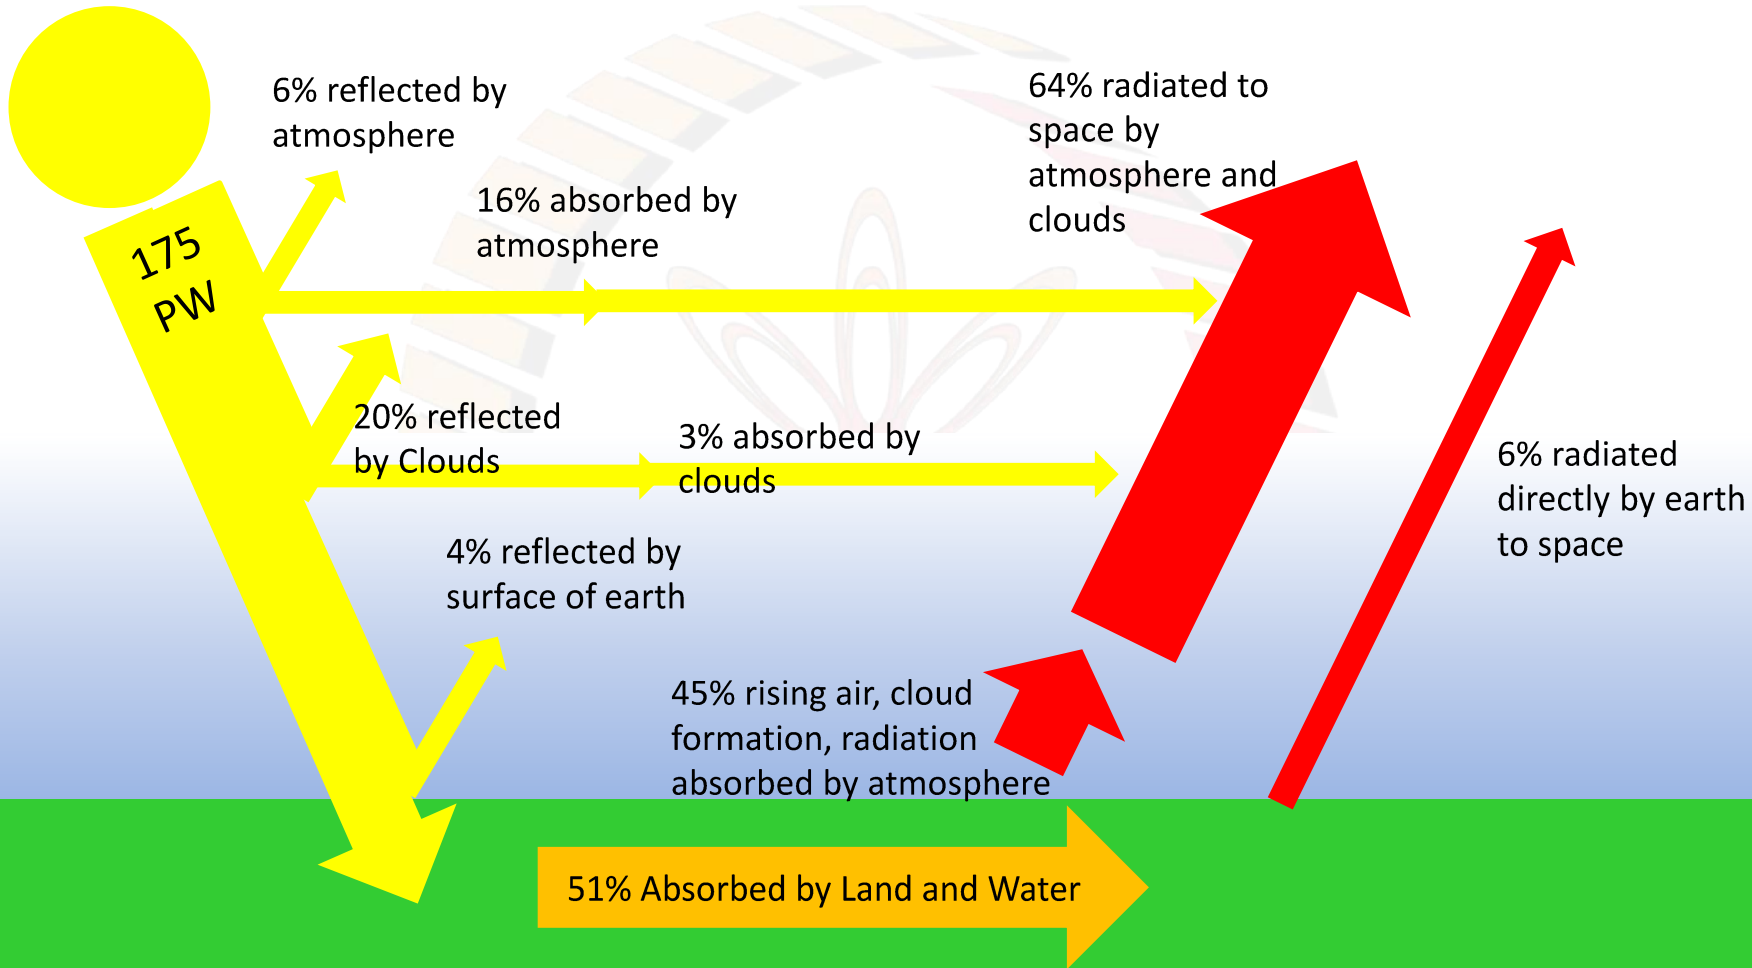 175
PW
6% reflected by
atmosphere
16% absorbed by
atmosphere
64% radiated to
space by
atmosphere and
clouds
20% reflected
by Clouds
3% absorbed by
clouds
6% radiated
directly by earth
to space
4% reflected by
surface of earth
45% rising air, cloud
formation, radiation
absorbed by atmosphere
51% Absorbed by Land and Water